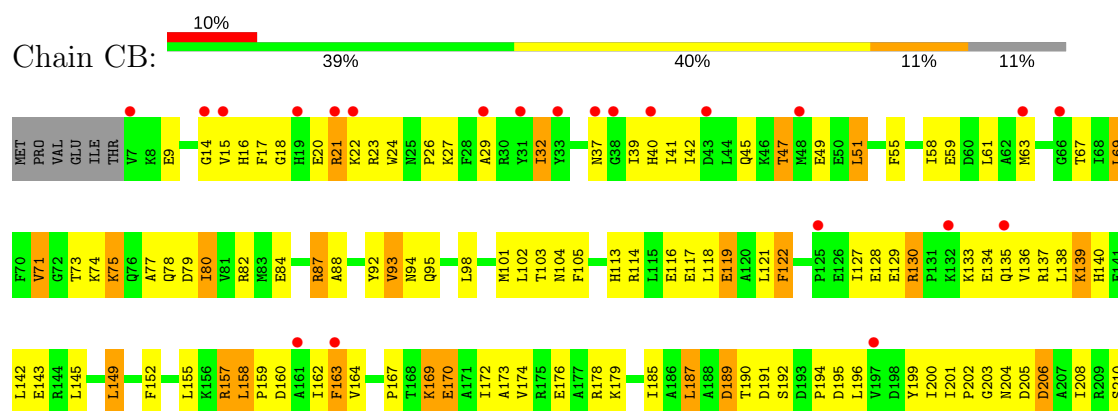 10%
Chain CB:
39% 40% 11% 11%
MET PRO VAL GLU ILE THR V7 K8 E9 G14 V15 H16 F17 G18 H19 E20 R21 K22 R23 W24 N25 P26 K27 F28 A29 R30 Y31 I32 Y33 N37 G38 I39 H40 I41 I42 D43 L44 Q45 K46 T47 M48 E49 E50 L51 F55 I58 E59 D60 L61 A62 M63 G66 T67 I68 L69
F70 V71 G72 T73 K74 K75 Q76 A77 Q78 D79 I80 V81 R82 M83 E84 R87 A88 Y92 V93 N94 Q95 L98 M101 L102 T103 N104 F105 H113 R114 L115 E116 E117 L118 E119 A120 L121 F122 P125 E126 I127 E128 E129 R130 P131 K132 K133 E134 Q135 V136 R137 L138 K139 H140
L142 E143 R144 L145 L149 F152 L155 K156 R157 L158 P159 D160 A161 I162 F163 V164 P167 T168 K169 E170 A171 I172 A173 V174 R175 E176 A177 R178 K179 I185 A186 L187 A188 D189 T190 D191 S192 D193 P194 D195 L196 V197 D198 Y199 I200 I201 P202 G203 N204 D205 D206 A207 I208 R209